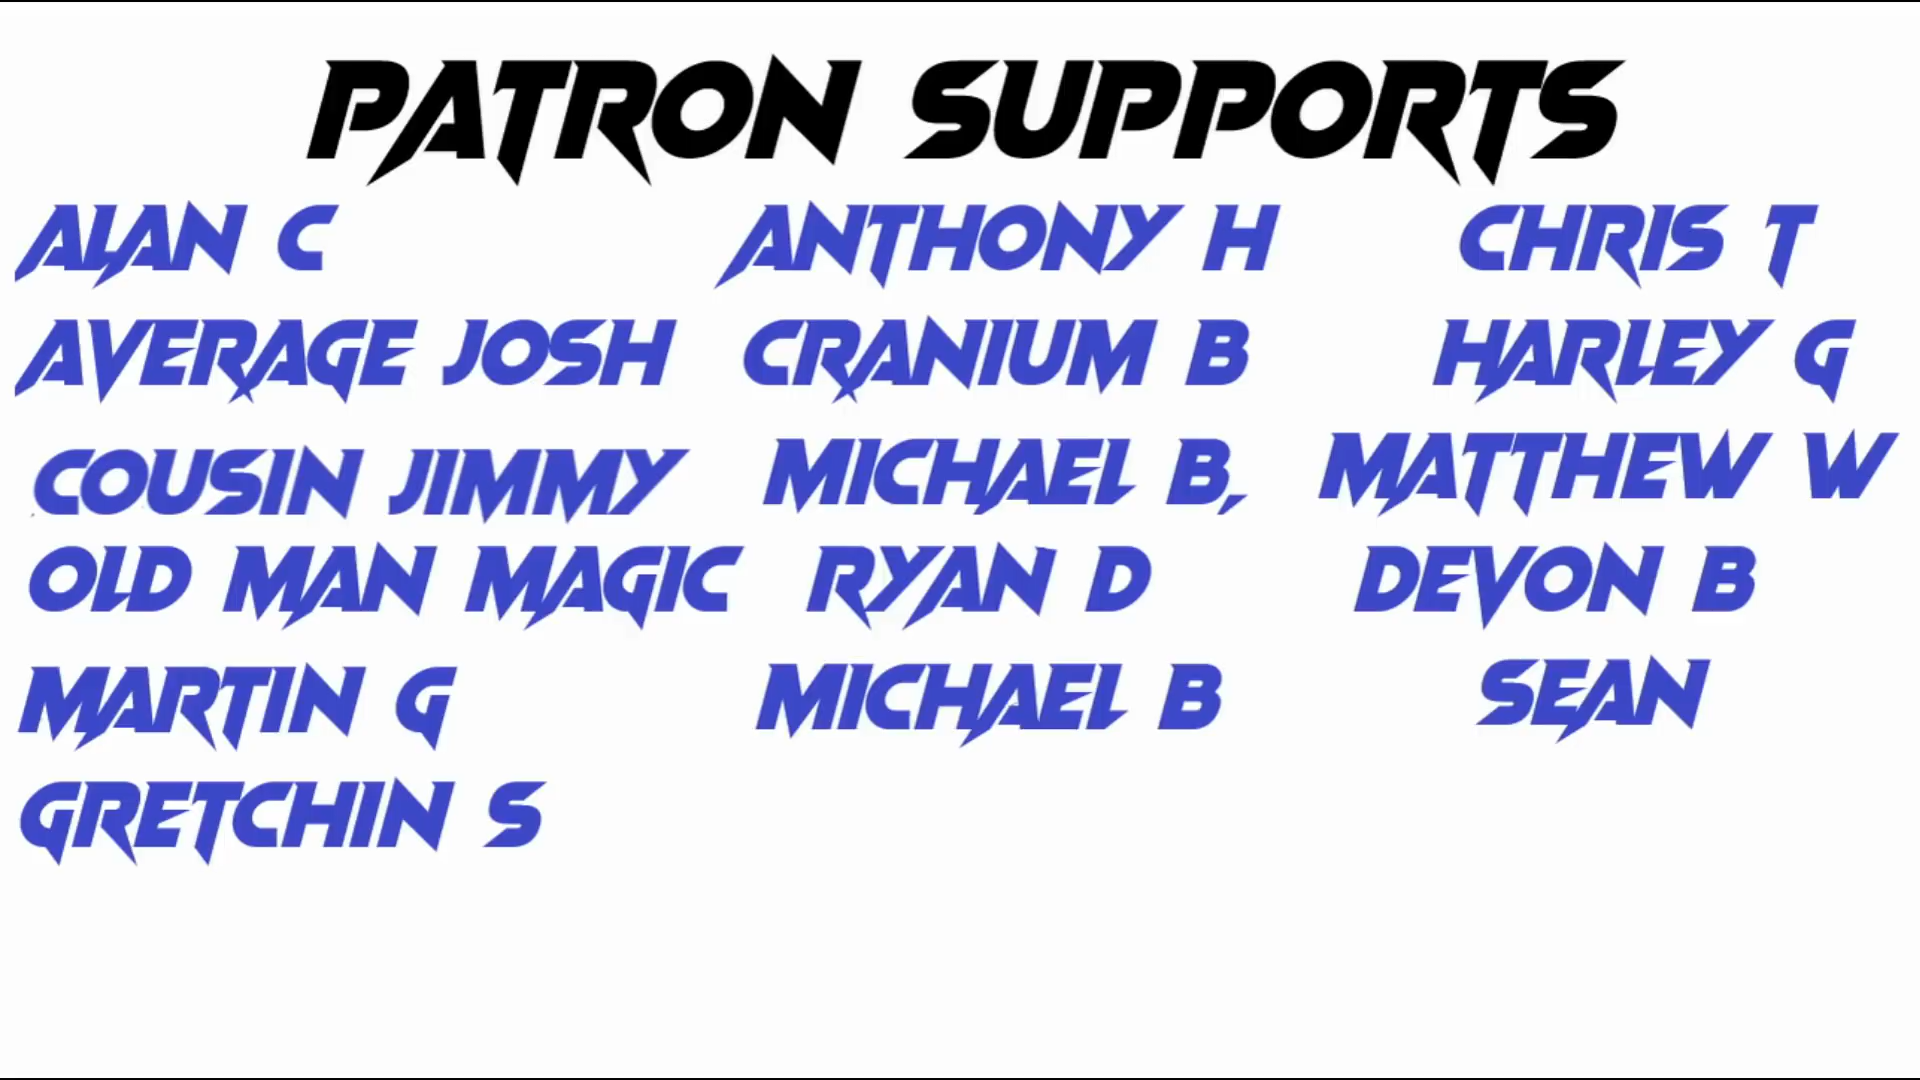 PATRON SUPPORTS
ALAN C ANTHONY H CHRIS T
AVERAGE JOSH CRANIUM B HARLEY G
COUSIN JIMMY MICHAEL B, MATTHEW W
OLD MAN MAGIC RYAN D DEVON B
MARTIN G MICHAEL B SEAN
GRETCHIN S